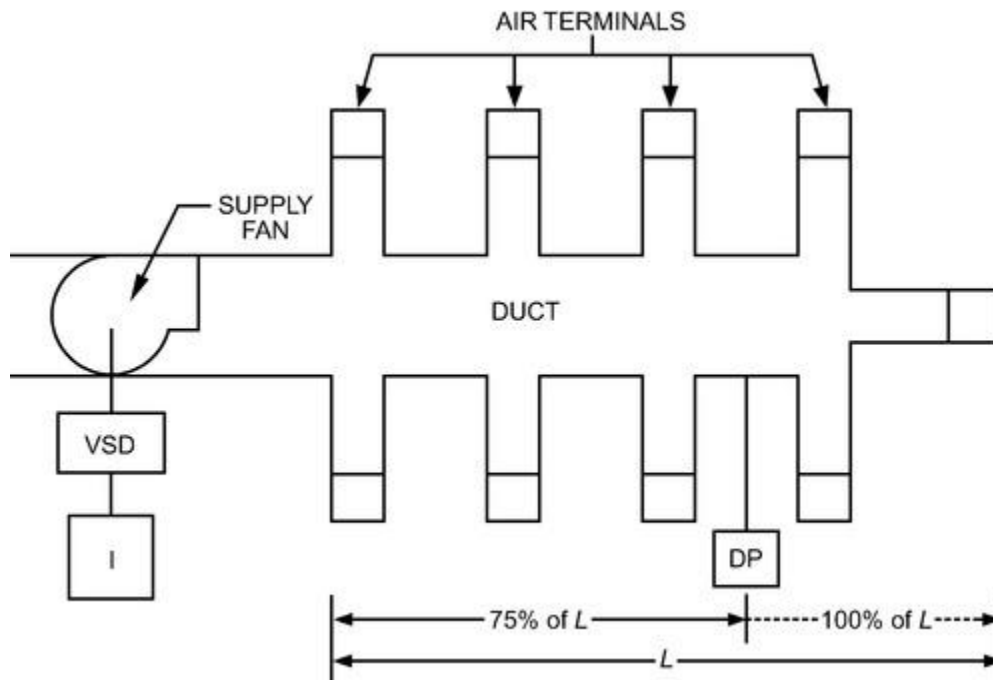 AIR TERMINALS
SUPPLY
FAN
DUCT
VSD
I
DP
75% of L
100% of L
L